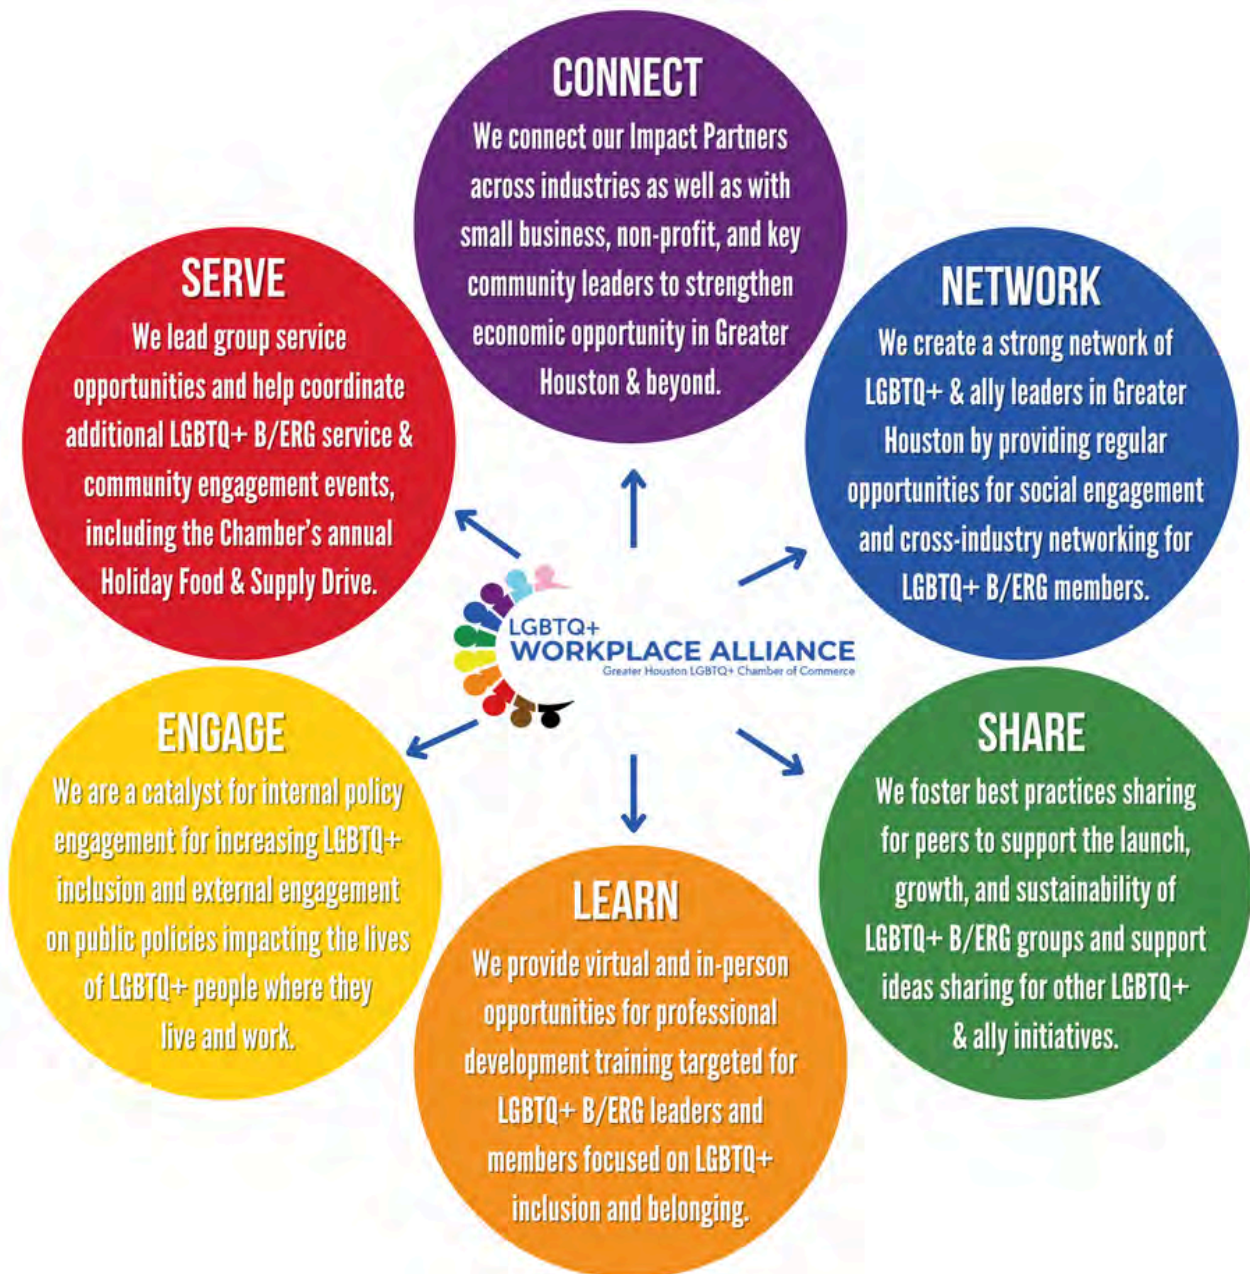 CONNECT
We connect our Impact Partners
across industries as well as with
small business, non-profit, and key
community leaders to strengthen
economic opportunity in Greater
Houston & beyond.
SERVE
We lead group service
opportunities and help coordinate
additional LGBTQ+ B/ERG service &
community engagement events,
including the Chamber's annual
Holiday Food & Supply Drive.
NETWORK
We create a strong network of
LGBTQ+ & ally leaders in Greater
Houston by providing regular
opportunities for social engagement
and cross-industry networking for
LGBTQ+ B/ERG members.
LGBTQ+
WORKPLACE ALLIANCE
Greater Houston LGBTQ+ Chamber of Commerce
ENGAGE
We are a catalyst for internal policy
engagement for increasing LGBTQ+
inclusion and external engagement
on public policies impacting the lives
of LGBTQ+ people where they
live and work.
SHARE
We foster best practices sharing
for peers to support the launch,
growth, and sustainability of
LGBTQ+ B/ERG groups and support
ideas sharing for other LGBTQ+
& ally initiatives.
LEARN
We provide virtual and in-person
opportunities for professional
development training targeted for
LGBTQ+ B/ERG leaders and
members focused on LGBTQ+
inclusion and belonging.